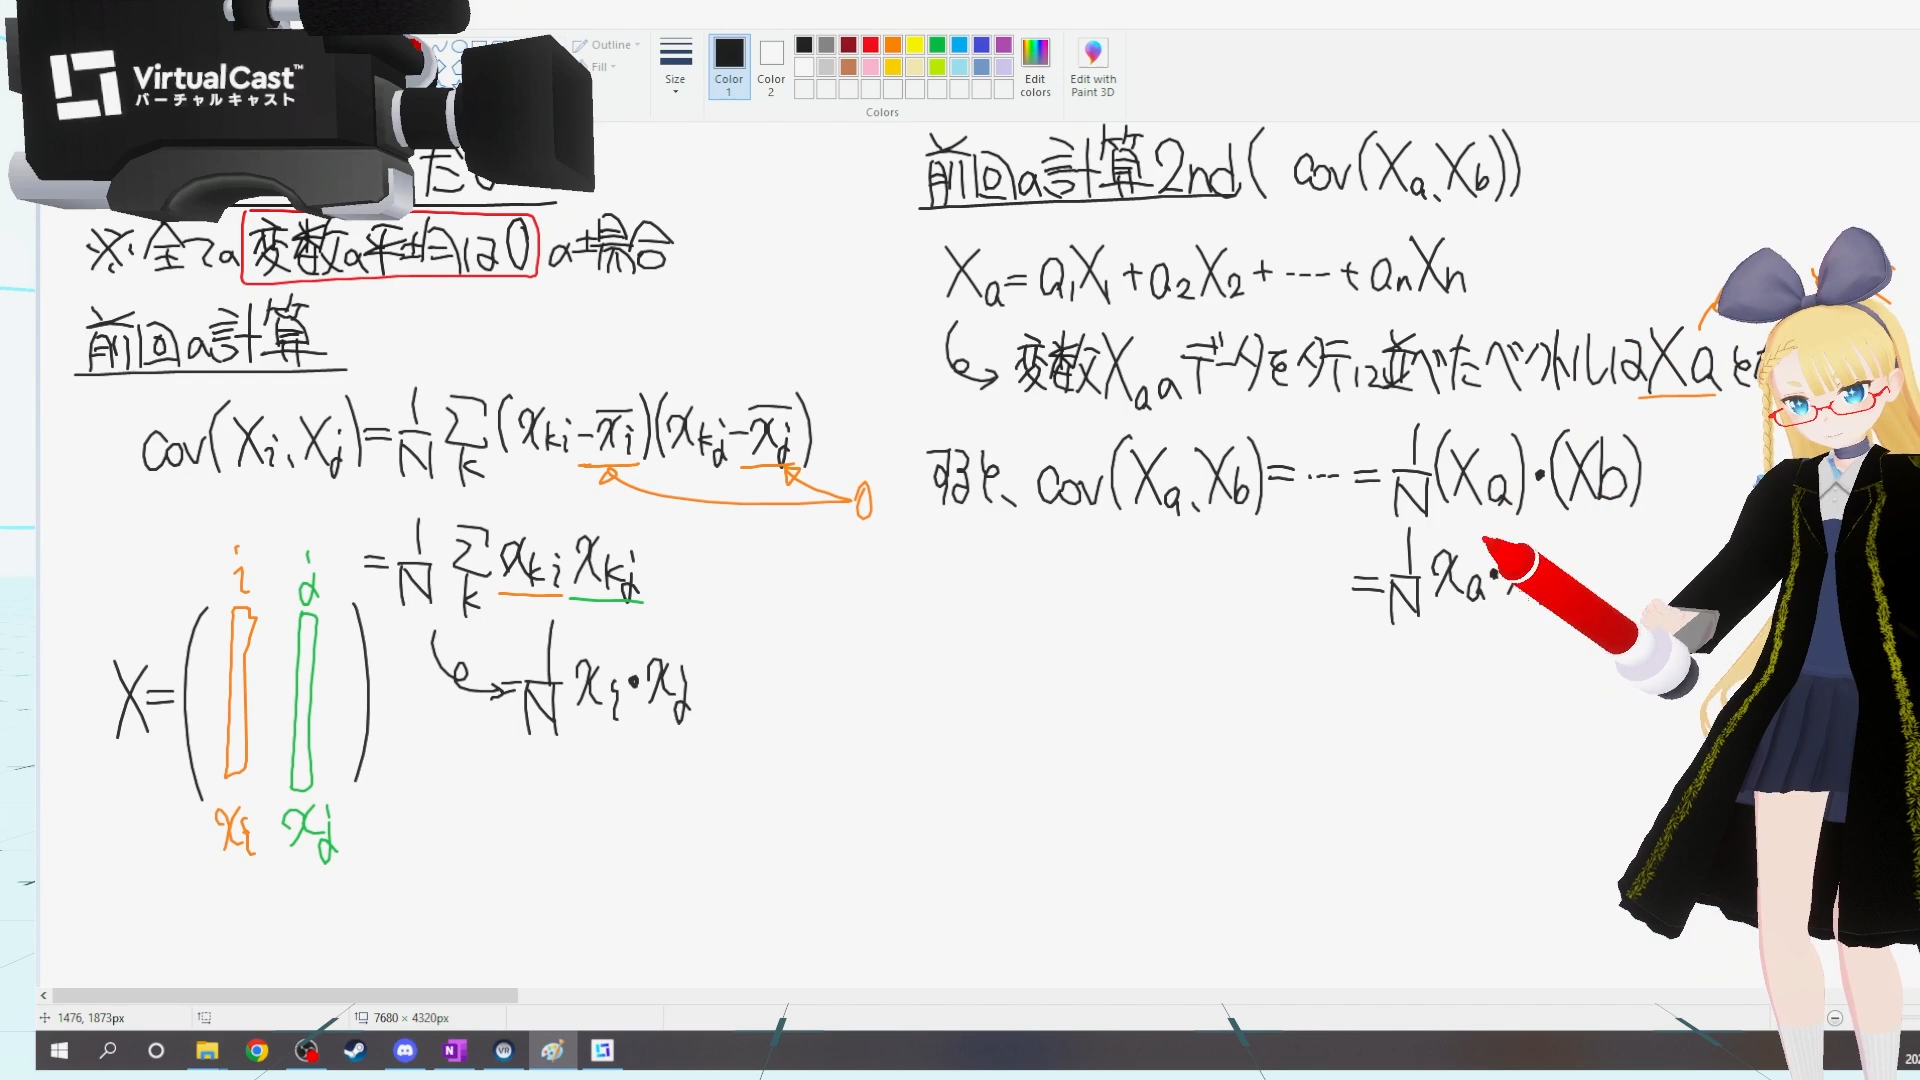 VirtualCast™
バーチャルキャスト
Outline
Fill
Size
Color 1
Color 2
Edit colors
Edit with Paint 3D
Colors
※全ての変数の平均は0の場合
前回の計算
cov(Xi、Xj)=1/N Σk (xki-x̄i)(xkj-x̄j)
0
=1/N Σk xki xkj
=1/N xi・xj
i j
X=( )
xi xj
前回の計算2nd( cov(Xa、Xb))
Xa=a1X1+a2X2+---+anXn
変数Xaのデータを列に並べたベクトルはXaと
すると、cov(Xa、Xb)=…=1/N(Xa)・(Xb)
=1/N xa・
1476, 1873px
7680 × 4320px